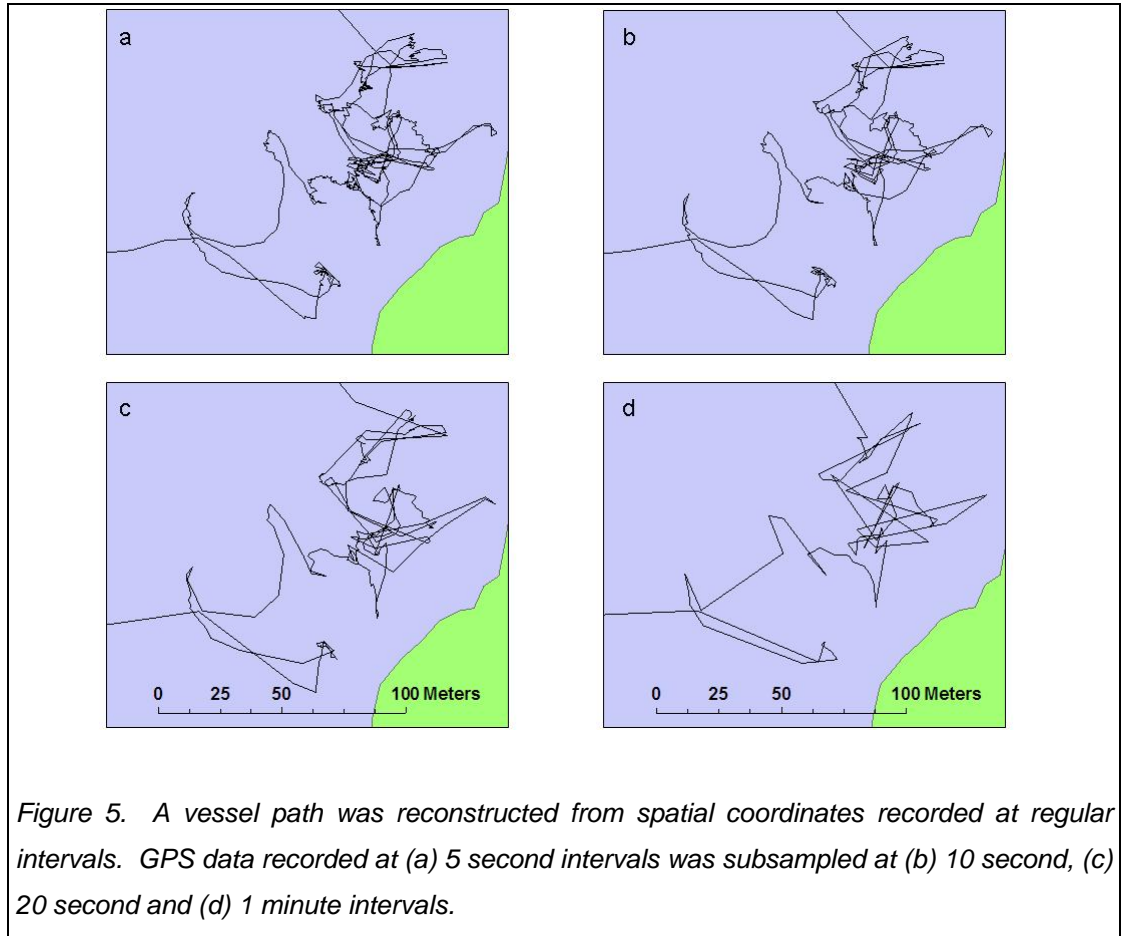 a
b
c
d
0 25 50 100 Meters
0 25 50 100 Meters
Figure 5. A vessel path was reconstructed from spatial coordinates recorded at regular
intervals. GPS data recorded at (a) 5 second intervals was subsampled at (b) 10 second, (c)
20 second and (d) 1 minute intervals.